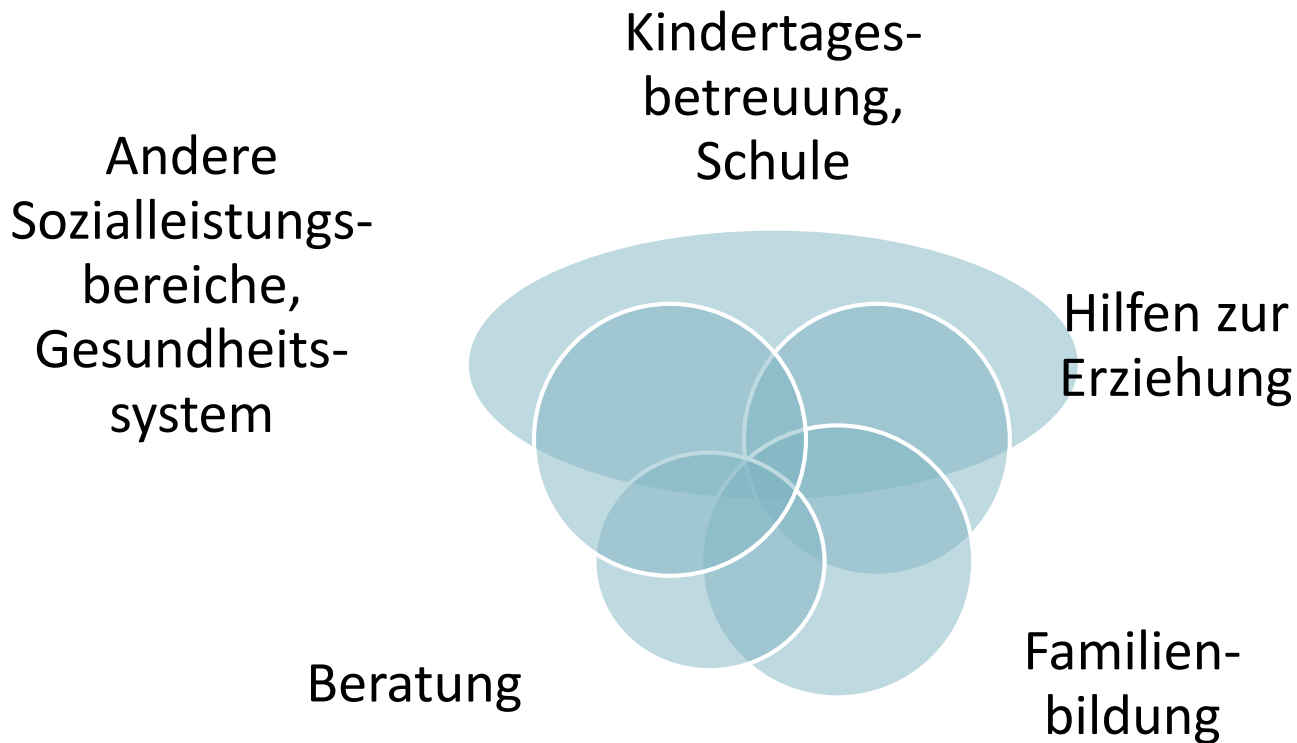 Kindertages-
betreuung,
Schule
Andere
Sozialleistungs-
bereiche,
Gesundheits-
system
Hilfen zur
Erziehung
Beratung
Familien-
bildung